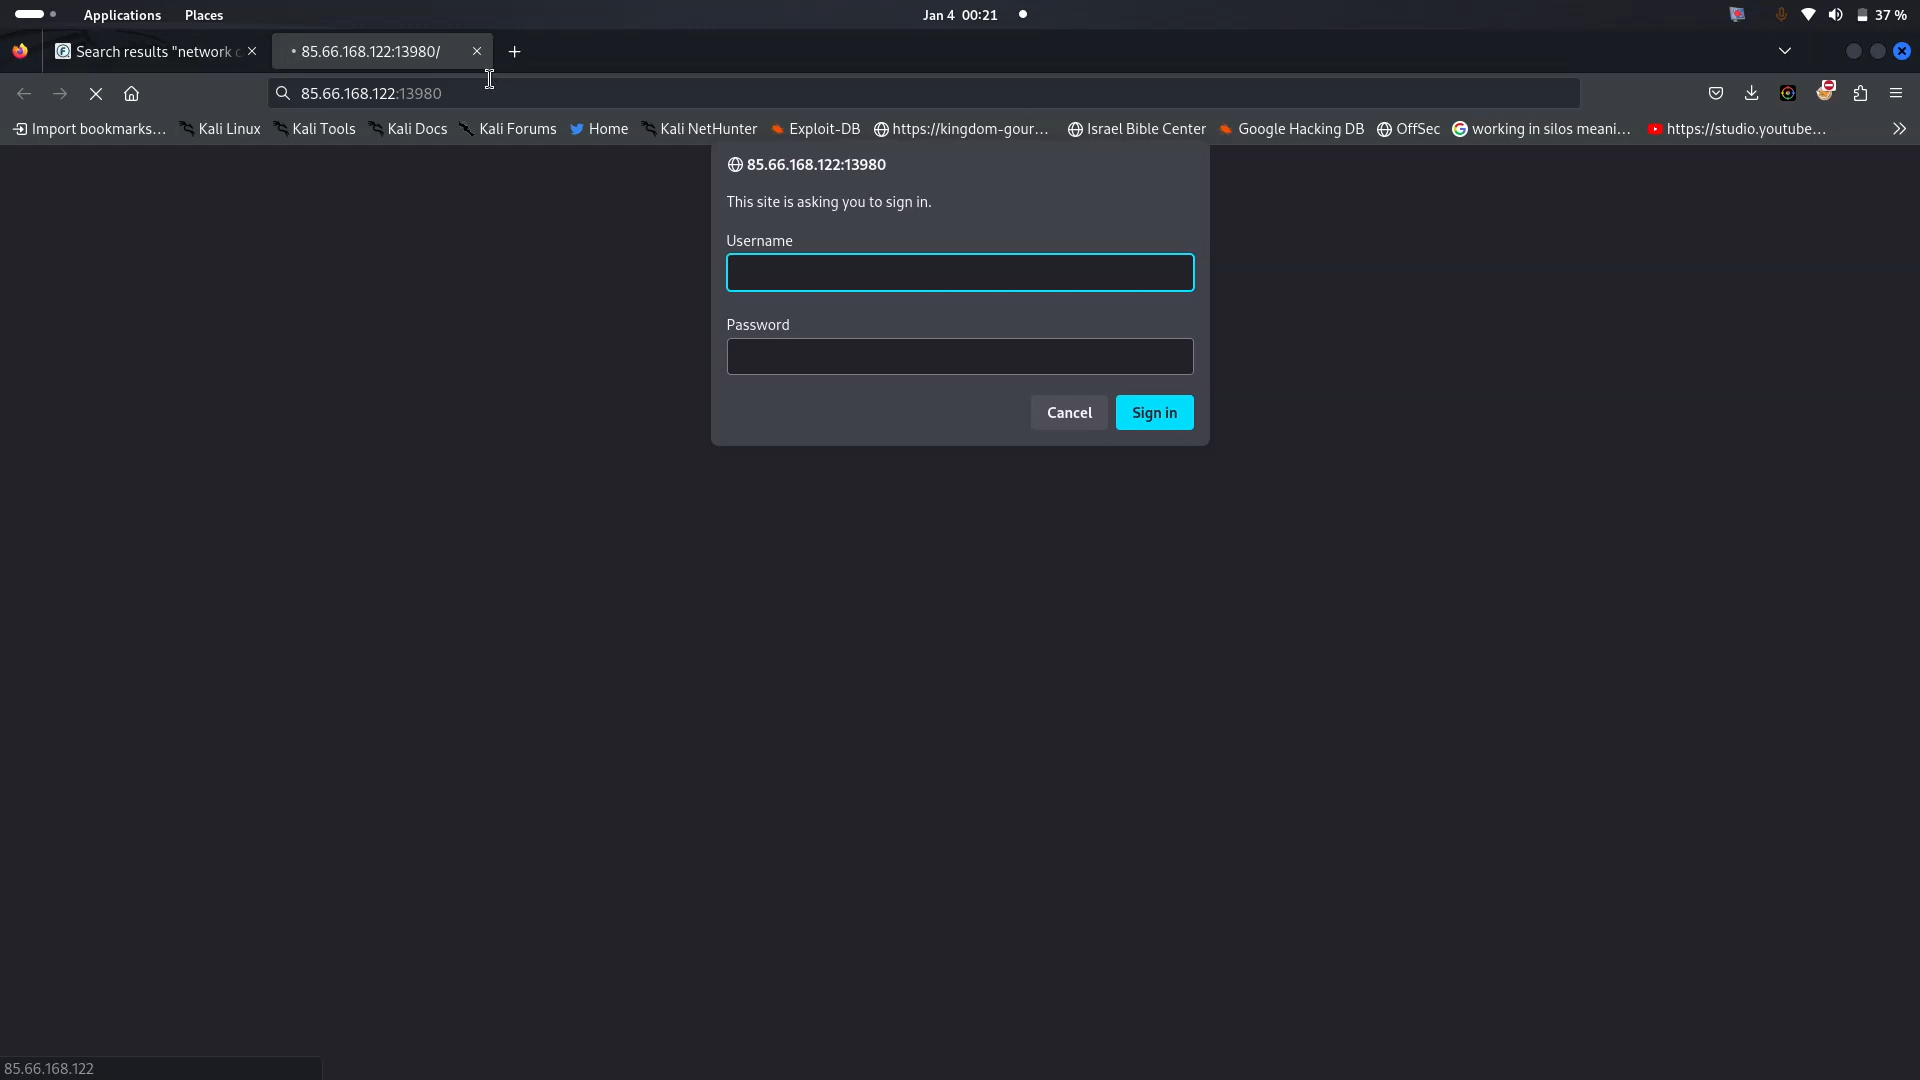 Applications Places Jan 4 00:21 37 %
Search results "network 85.66.168.122:13980/
85.66.168.122:13980
Import bookmarks... Kali Linux Kali Tools Kali Docs Kali Forums Home Kali NetHunter Exploit-DB https://kingdom-gour... Israel Bible Center Google Hacking DB OffSec working in silos meani... https://studio.youtube...
85.66.168.122:13980
This site is asking you to sign in.
Username
Password
Cancel Sign in
85.66.168.122